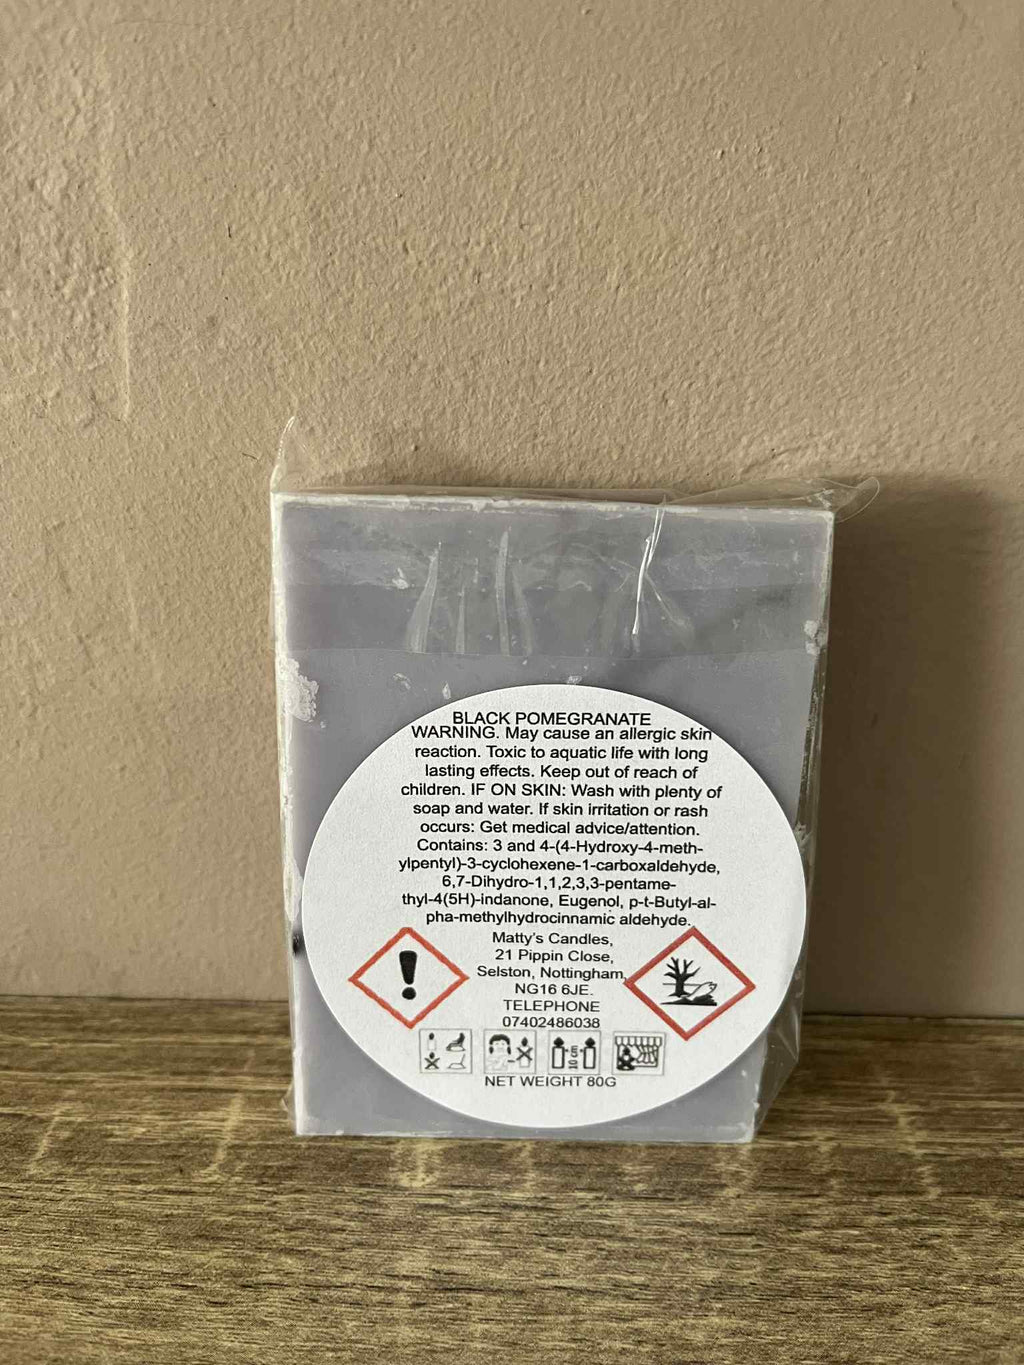 BLACK POMEGRANATE
WARNING. May cause an allergic skin
reaction. Toxic to aquatic life with long
lasting effects. Keep out of reach of
children. IF ON SKIN: Wash with plenty of
soap and water. If skin irritation or rash
occurs: Get medical advice/attention.
Contains: 3 and 4-(4-Hydroxy-4-meth-
ylpentyl)-3-cyclohexene-1-carboxaldehyde,
6,7-Dihydro-1,1,2,3,3-pentame-
thyl-4(5H)-indanone, Eugenol, p-t-Butyl-al-
pha-methylhydrocinnamic aldehyde.
Matty's Candles,
21 Pippin Close,
Selston, Nottingham,
NG16 6JE.
TELEPHONE
07402486038
NET WEIGHT 80G